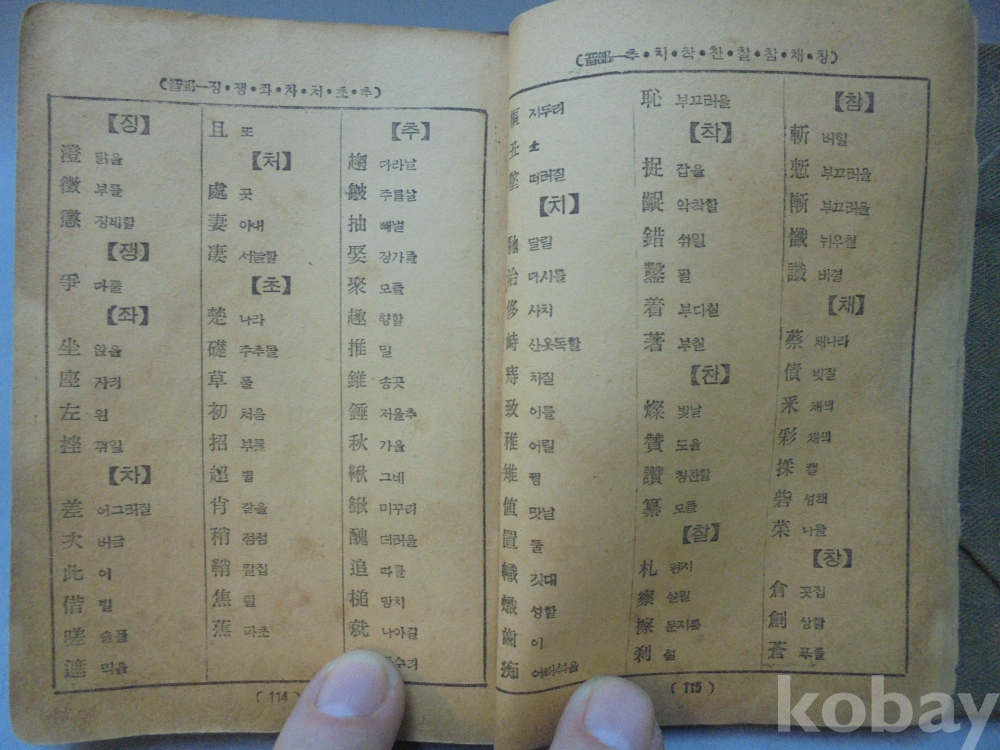 (音部—징•쟁•좌•차•처•초•추)
【징】
澄 맑을
徵 부를
懲 징계할
【쟁】
爭 다툴
【좌】
坐 앉을
座 자리
左 왼
挫 꺾일
【차】
差 어그러질
次 버금
此 이
借 빌
嗟 슬플
遮 막을
且 또
【처】
處 곳
妻 아내
凄 서늘할
【초】
楚 나라
礎 주추돌
草 풀
初 처음
招 부를
超 뛸
肖 같을
稍 점점
鞘 칼집
焦 탈
蕉 파초
【추】
趨 다라날
皺 주름살
抽 빼낼
娶 장가들
聚 모을
趣 향할
推 밀
錐 송곳
錘 저울추
秋 가을
鞦 그네
鰍 미꾸리
醜 더러울
追 따를
槌 망치
就 나아갈
(114)
(音部—추•치•착•찬•찰•참•채•창)
지두리
丑 소
떠러질
【치】
馳 달릴
治 다사릴
侈 사치
峙 산웃독할
痔 치질
致 이를
稚 어릴
雉 꿩
値 맛날
置 둘
幟 깃대
熾 성할
齒 이
痴 어리석을
恥 부끄러울
【착】
捉 잡을
齪 악착할
錯 섞일
鑿 팔
着 부디칠
著 부칠
【찬】
燦 빛날
贊 도을
讚 칭찬할
纂 모을
【찰】
札 편지
察 살필
擦 문지를
刹 절
【참】
斬 버힐
慙 부끄러울
慚 부끄러울
懺 뉘우칠
讖 비결
【채】
蔡 채나라
債 빗질
采 채색
彩 채색
採 캘
砦 성책
菜 나물
【창】
倉 곳집
創 상할
蒼 푸를
(115)
kobay